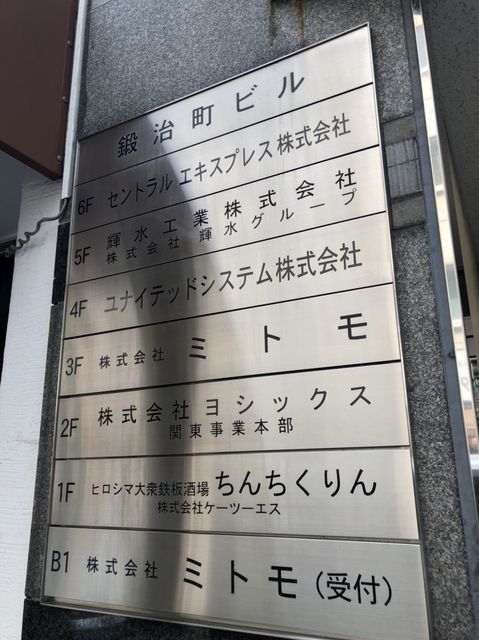 鍛治町ビル
6F セントラル エキスプレス 株式会社
5F 輝水工業株式会社
株式会社 輝水グループ
4F ユナイテッドシステム株式会社
3F 株式会社 ミトモ
2F 株式会社ヨシックス
関東事業本部
1F ヒロシマ大衆鉄板酒場 ちんちくりん
株式会社ケーツーエス
B1 株式会社 ミトモ(受付)